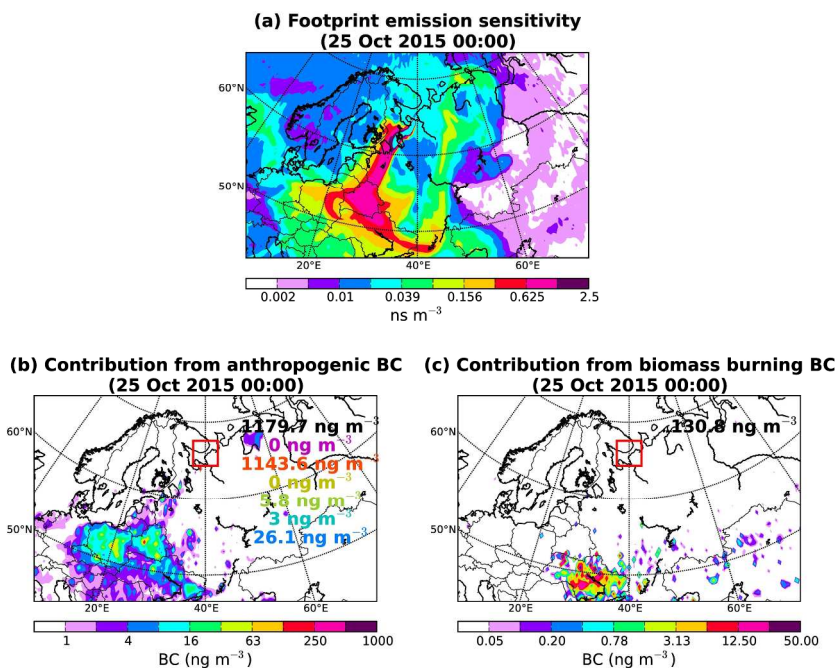 (a) Footprint emission sensitivity
(25 Oct 2015 00:00)
60°N
50°N
20°E 40°E 60°E
0.002 0.01 0.039 0.156 0.625 2.5
ns m⁻³
(b) Contribution from anthropogenic BC
(25 Oct 2015 00:00)
1179.7 ng m⁻³
0 ng m⁻³
1143.6 ng m⁻³
0 ng m⁻³
5.8 ng m⁻³
3 ng m⁻³
26.1 ng m⁻³
60°N
50°N
20°E 40°E 60°E
1 4 16 63 250 1000
BC (ng m⁻³)
(c) Contribution from biomass burning BC
(25 Oct 2015 00:00)
130.8 ng m⁻³
60°N
50°N
20°E 40°E 60°E
0.05 0.20 0.78 3.13 12.50 50.00
BC (ng m⁻³)